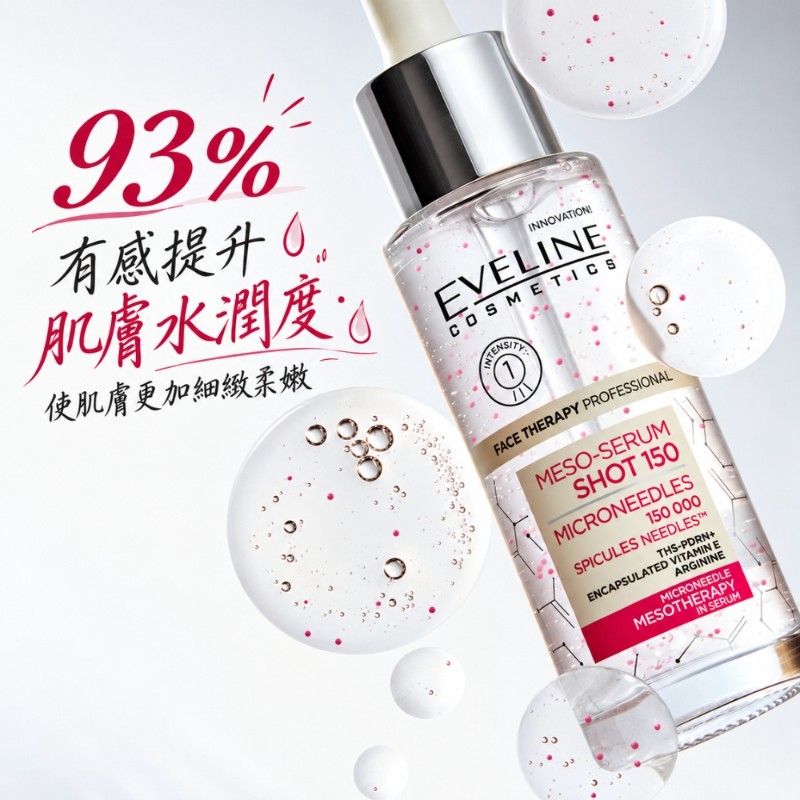 93%
有感提升
肌膚水潤度
使肌膚更加細緻柔嫩
INNOVATION!
EVELINE
COSMETICS
INTENSITY:
1
FACE THERAPY PROFESSIONAL
MESO-SERUM
SHOT 150
MICRONEEDLES
150 000
SPICULES NEEDLES™
THS-PDRN+
ENCAPSULATED VITAMIN E
ARGININE
MICRONEEDLE
MESOTHERAPY
IN SERUM